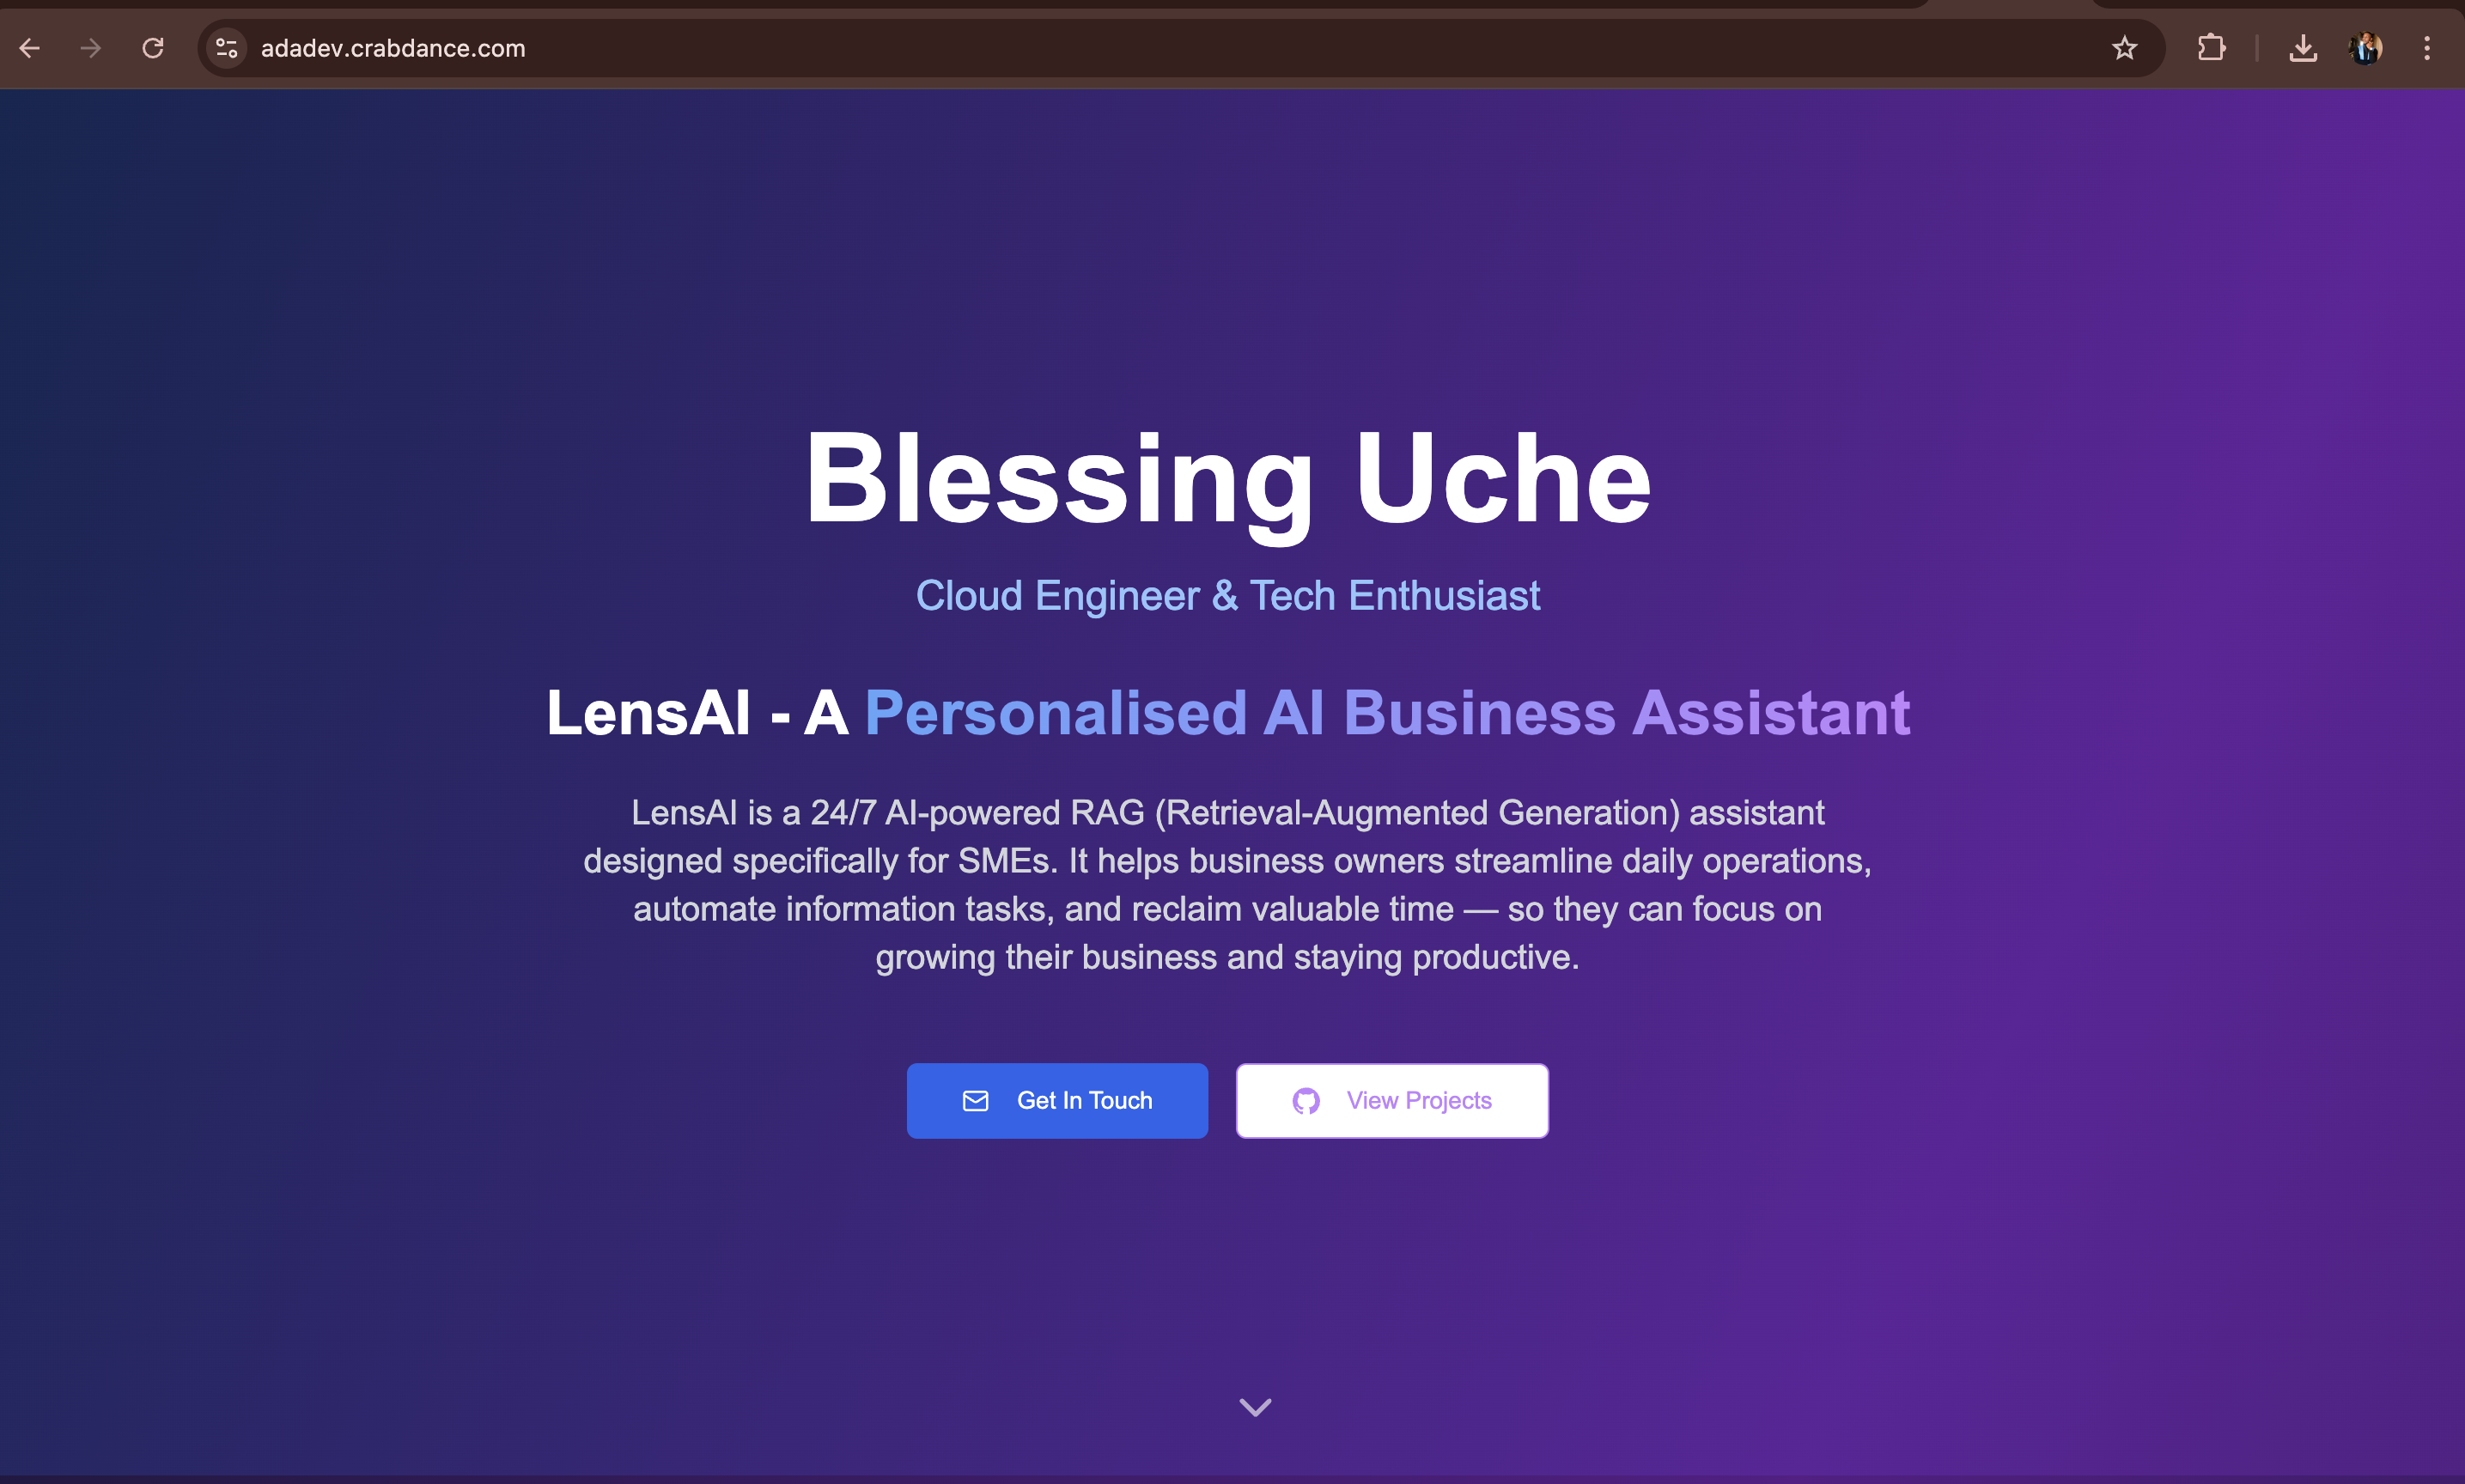 adadev.crabdance.com
Blessing Uche
Cloud Engineer & Tech Enthusiast
LensAI - A Personalised AI Business Assistant
LensAI is a 24/7 AI-powered RAG (Retrieval-Augmented Generation) assistant
designed specifically for SMEs. It helps business owners streamline daily operations,
automate information tasks, and reclaim valuable time — so they can focus on
growing their business and staying productive.
Get In Touch
View Projects